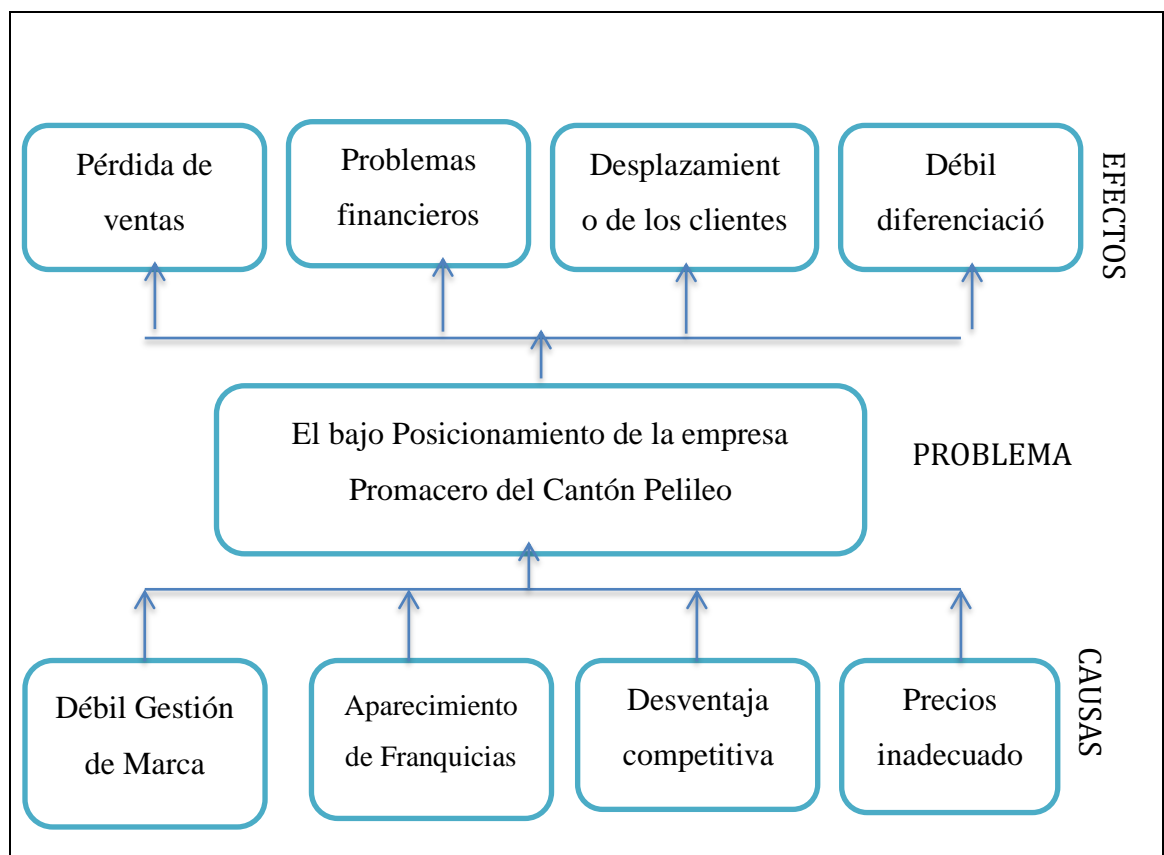 Pérdida de
ventas
Problemas
financieros
Desplazamient
o de los clientes
Débil
diferenciació
EFECTOS
El bajo Posicionamiento de la empresa
Promacero del Cantón Pelileo
PROBLEMA
Débil Gestión
de Marca
Aparecimiento
de Franquicias
Desventaja
competitiva
Precios
inadecuado
CAUSAS